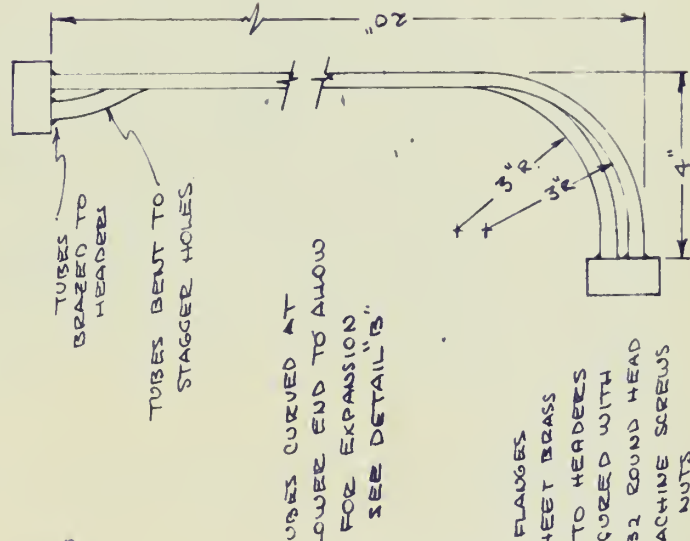 20"
TUBES
BRAZED TO
HEADERS
TUBES BENT TO
STAGGER HOLES.
3"R
3"R
4"
UBES CURVED AT
LOWER END TO ALLOW
FOR EXPANSION
SEE DETAIL "B"
FLANGES
HEET BRASS
TO HEADERS
CURED WITH
32 ROUND HEAD
ACHINE SCREWS
NUTS